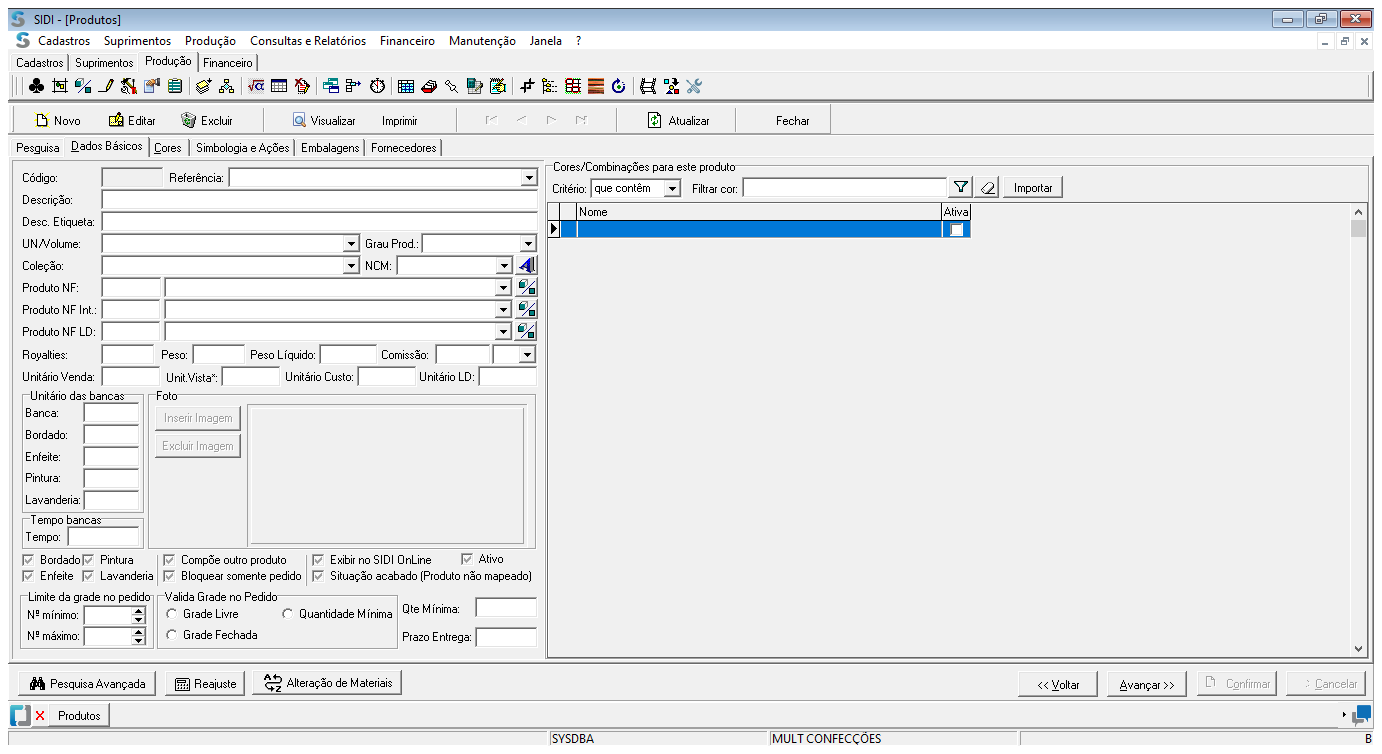 SIDI - [Produtos]
Cadastros Suprimentos Produção Consultas e Relatórios Financeiro Manutenção Janela ?
Cadastros Suprimentos Produção Financeiro
Novo Editar Excluir Visualizar Imprimir Atualizar Fechar
Pesquisa Dados Básicos Cores Simbologia e Ações Embalagens Fornecedores
Código: Referência:
Descrição:
Desc. Etiqueta:
UN/Volume: Grau Prod.:
Coleção: NCM:
Produto NF:
Produto NF Int.:
Produto NF LD:
Royalties: Peso: Peso Líquido: Comissão:
Unitário Venda: Unit.Vista*: Unitário Custo: Unitário LD:
Unitário das bancas
Banca:
Bordado:
Enfeite:
Pintura:
Lavanderia:
Foto
Inserir Imagem
Excluir Imagem
Tempo bancas
Tempo:
Bordado Pintura Compõe outro produto Exibir no SIDI OnLine Ativo
Enfeite Lavanderia Bloquear somente pedido Situação acabado (Produto não mapeado)
Limite da grade no pedido
Nº mínimo:
Nº máximo:
Valida Grade no Pedido
Grade Livre Quantidade Mínima
Grade Fechada
Qte Mínima:
Prazo Entrega:
Cores/Combinações para este produto
Critério: que contêm Filtrar cor: Importar
Nome Ativa
Pesquisa Avançada Reajuste Alteração de Materiais << Voltar Avançar >> Confirmar Cancelar
Produtos
SYSDBA MULT CONFECÇÕES B